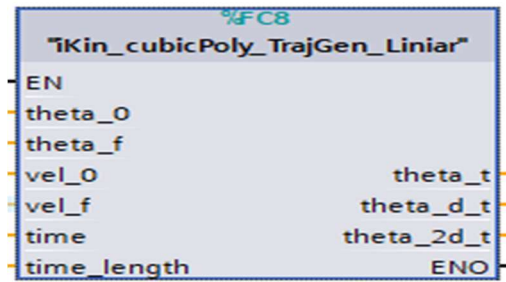 %FC8
"iKin_cubicPoly_TrajGen_Liniar"
EN
theta_0
theta_f
vel_0 theta_t
vel_f theta_d_t
time theta_2d_t
time_length ENO